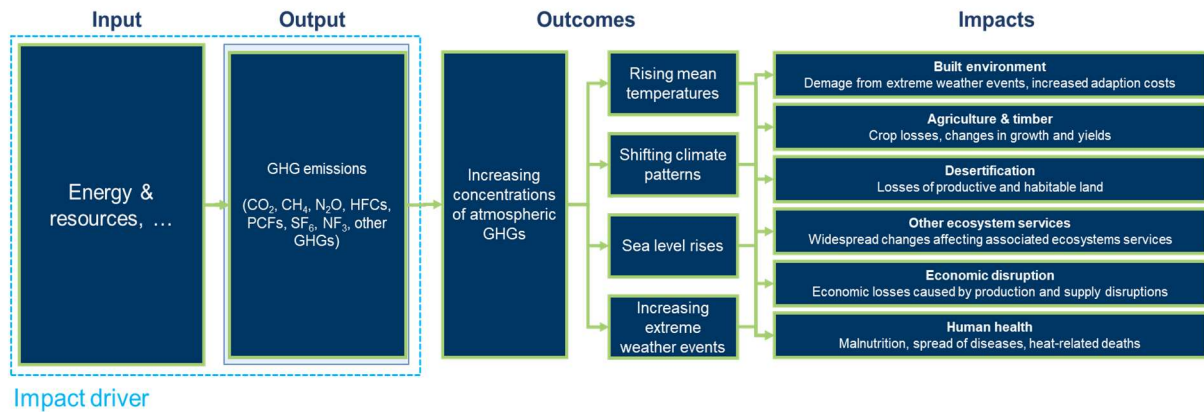 Input
Output
Outcomes
Impacts
Energy &
resources, …
GHG emissions
(CO₂, CH₄, N₂O, HFCs,
PCFs, SF₆, NF₃, other
GHGs)
Increasing
concentrations
of atmospheric
GHGs
Rising mean
temperatures
Shifting climate
patterns
Sea level rises
Increasing
extreme
weather events
Built environment
Demage from extreme weather events, increased adaption costs
Agriculture & timber
Crop losses, changes in growth and yields
Desertification
Losses of productive and habitable land
Other ecosystem services
Widespread changes affecting associated ecosystems services
Economic disruption
Economic losses caused by production and supply disruptions
Human health
Malnutrition, spread of diseases, heat-related deaths
Impact driver